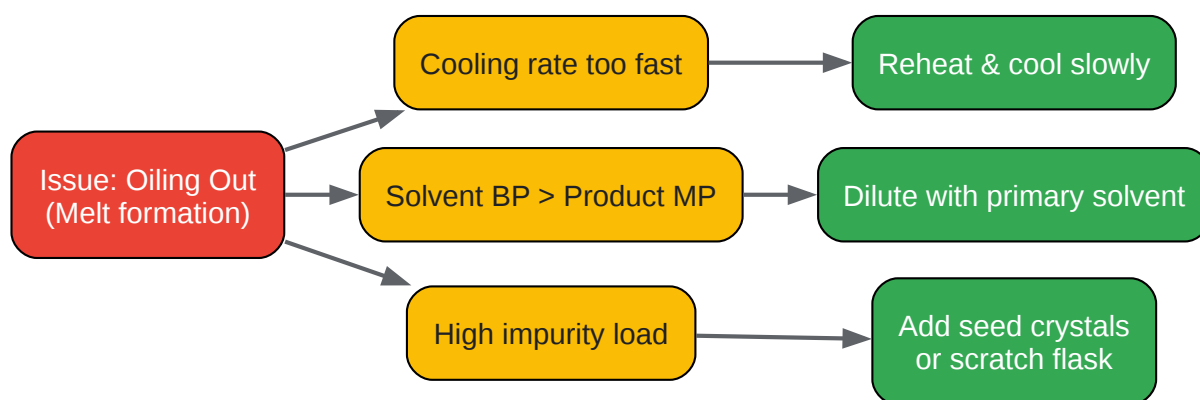 Cooling rate too fast
Reheat & cool slowly
Issue: Oiling Out
(Melt formation)
Solvent BP > Product MP
Dilute with primary solvent
High impurity load
Add seed crystals
or scratch flask